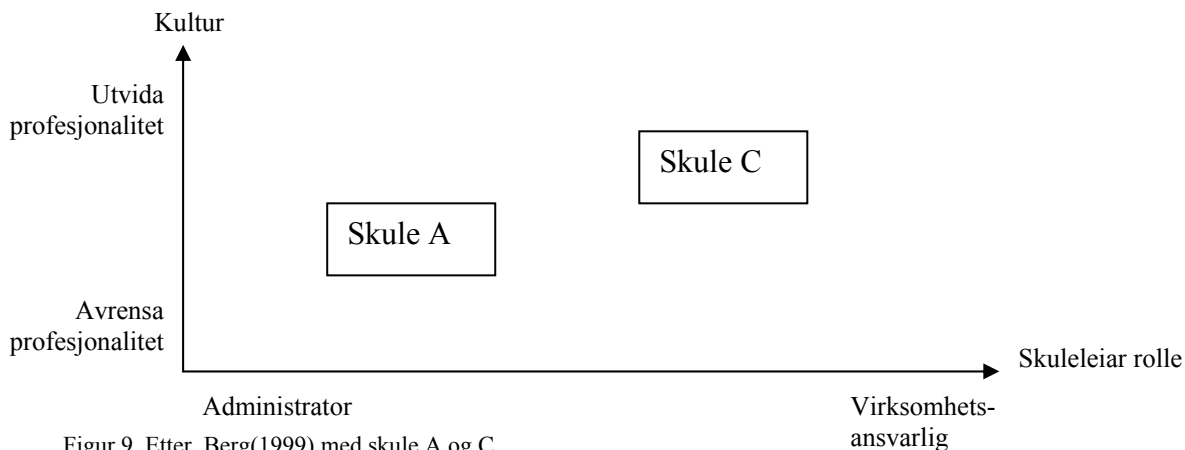 Kultur
Utvida
profesjonalitet
Skule C
Skule A
Avrensa
profesjonalitet
Skuleleiar rolle
Administrator
Virksomhets-
ansvarlig
Figur 9. Etter Berg(1999) med skule A og C